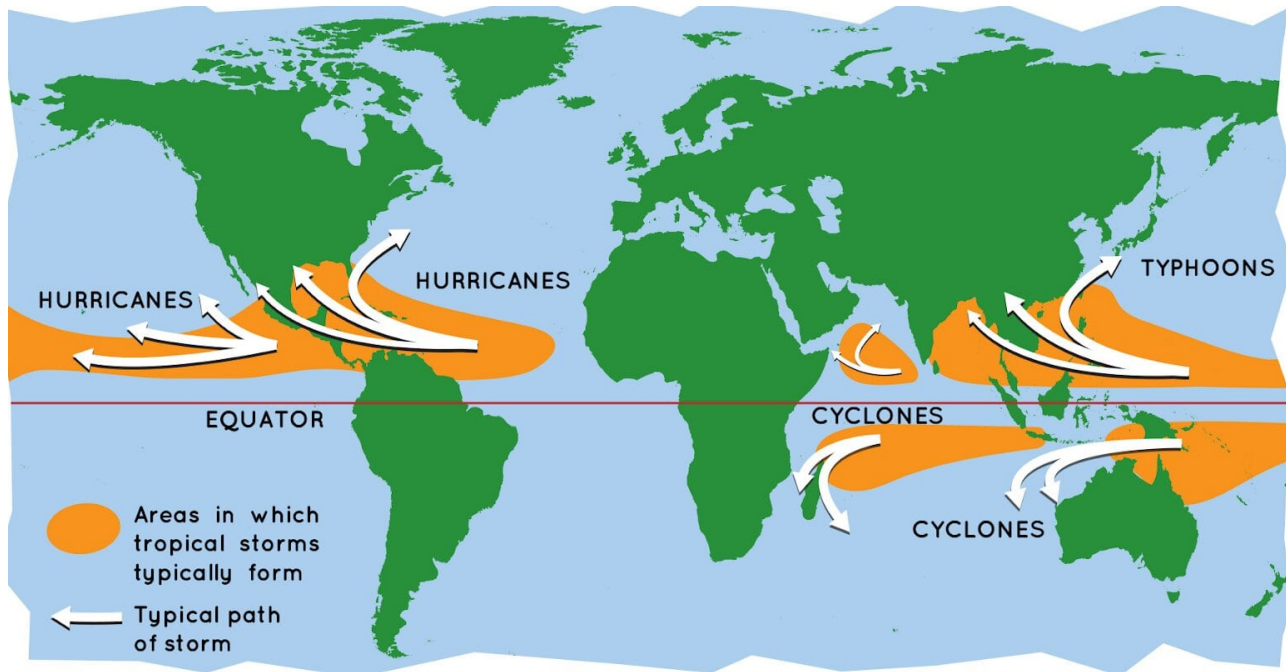 HURRICANES
HURRICANES
TYPHOONS
EQUATOR
CYCLONES
CYCLONES
Areas in which
tropical storms
typically form
Typical path
of storm